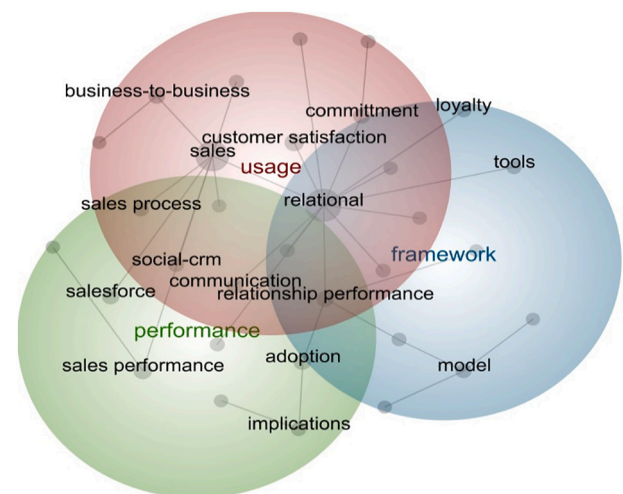 business-to-business
committment
loyalty
customer satisfaction
sales
usage
tools
relational
sales process
framework
social-crm
communication
salesforce
relationship performance
performance
adoption
sales performance
model
implications